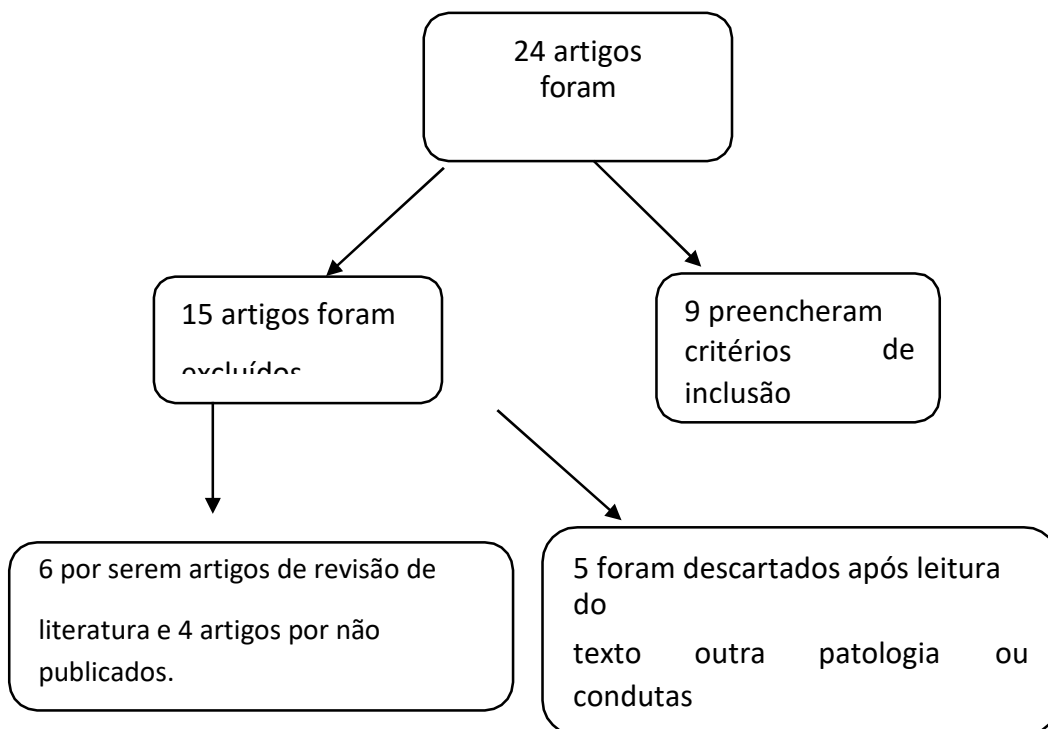 24 artigos
foram
15 artigos foram
excluídos
9 preencheram
critérios de
inclusão
6 por serem artigos de revisão de
literatura e 4 artigos por não
publicados.
5 foram descartados após leitura
do
texto outra patologia ou
condutas